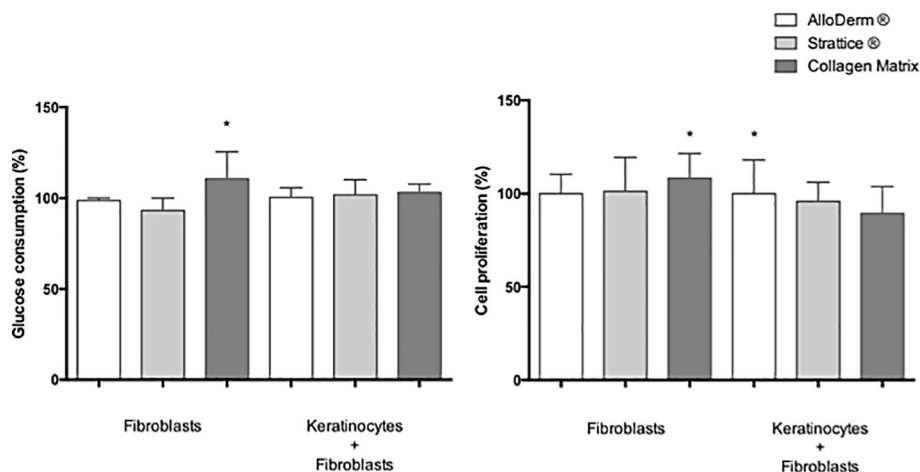 AlloDerm ®
Strattice ®
Collagen Matrix
Glucose consumption (%)
150
100
50
0
*
Fibroblasts
Keratinocytes
+
Fibroblasts
Cell proliferation (%)
150
100
50
0
* *
Fibroblasts
Keratinocytes
+
Fibroblasts